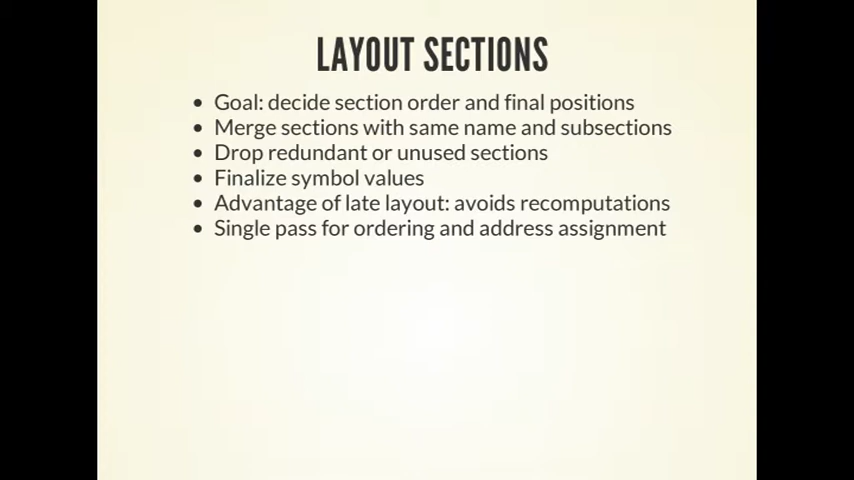 LAYOUT SECTIONS
• Goal: decide section order and final positions
• Merge sections with same name and subsections
• Drop redundant or unused sections
• Finalize symbol values
• Advantage of late layout: avoids recomputations
• Single pass for ordering and address assignment